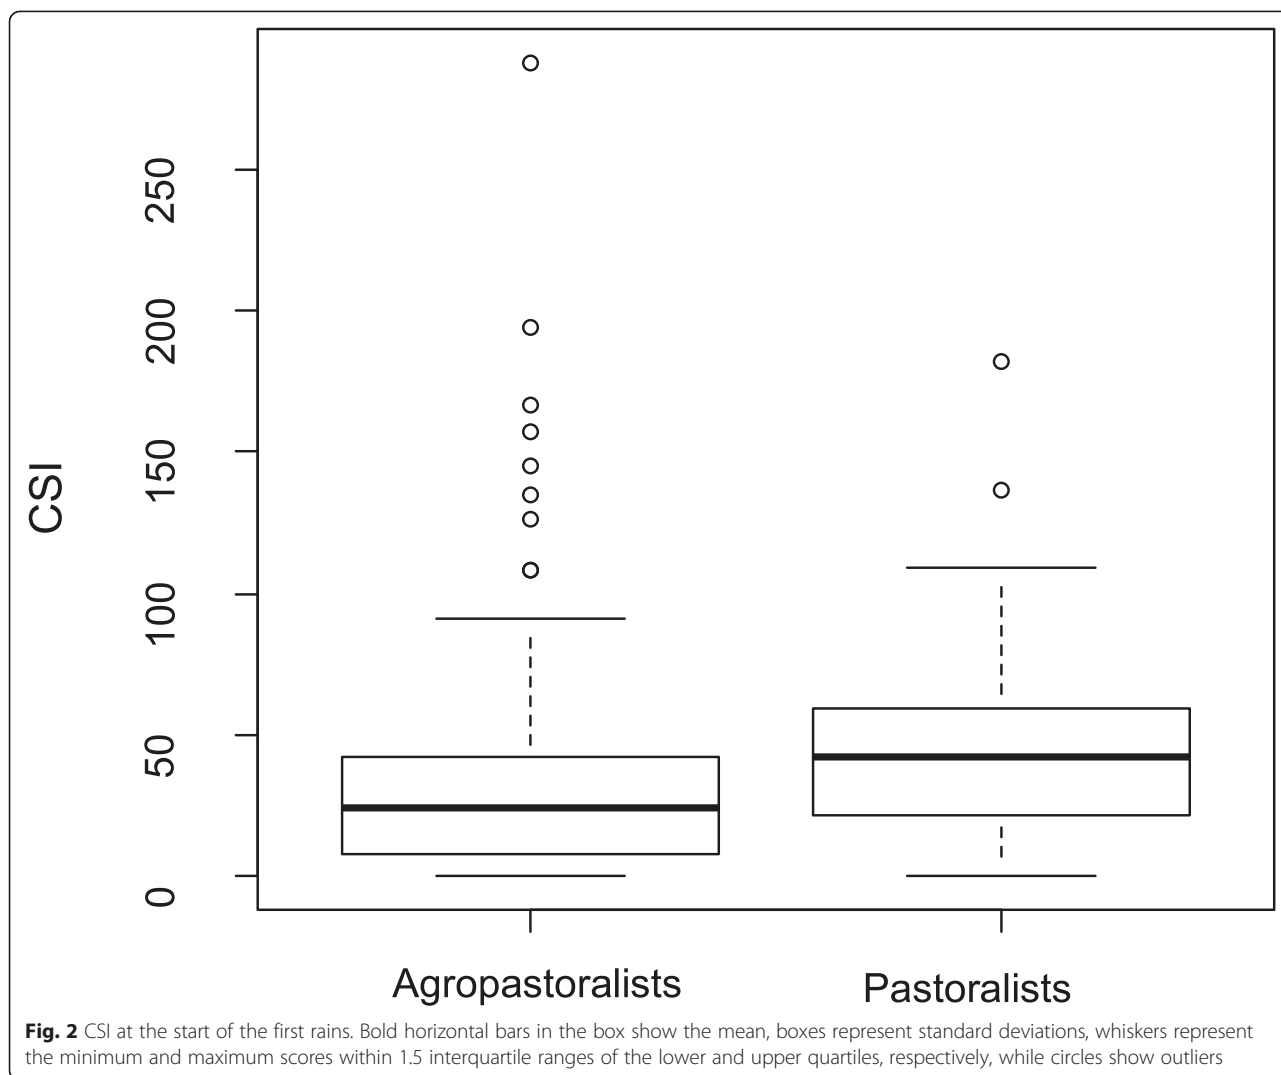 250
200
150
100
50
0
CSI
Agropastoralists
Pastoralists
Fig. 2 CSI at the start of the first rains. Bold horizontal bars in the box show the mean, boxes represent standard deviations, whiskers represent
the minimum and maximum scores within 1.5 interquartile ranges of the lower and upper quartiles, respectively, while circles show outliers